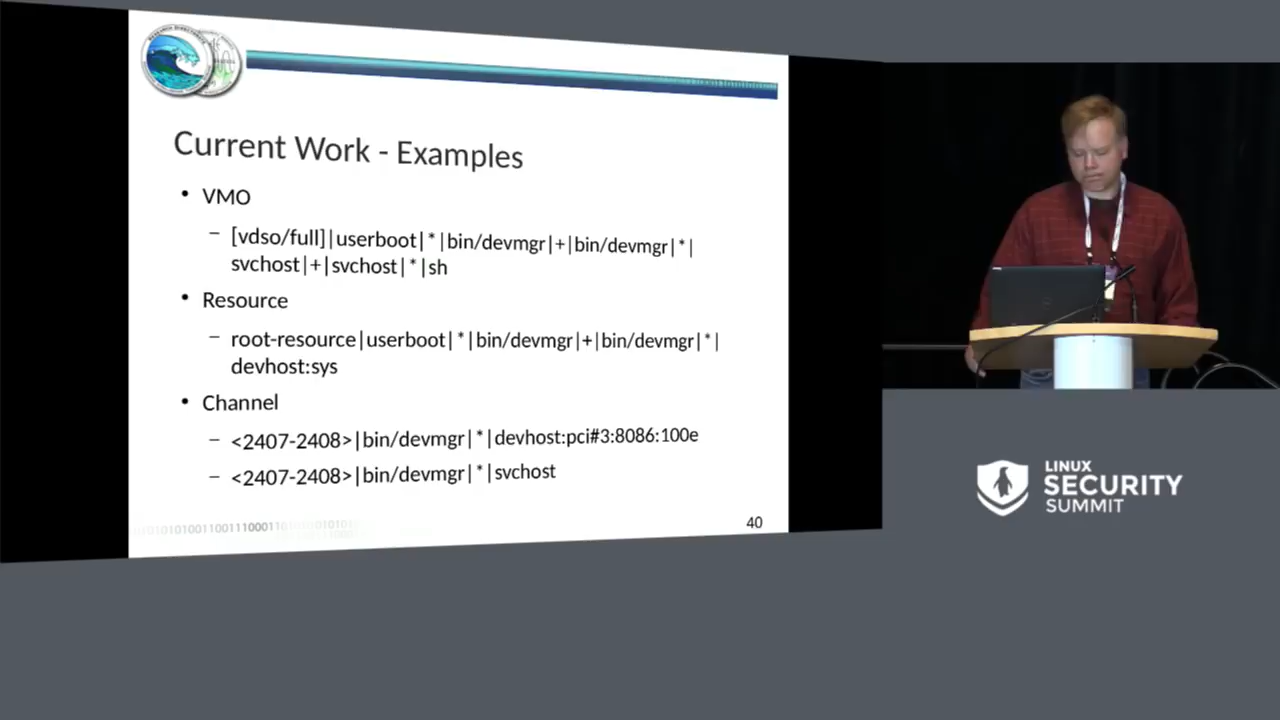 Current Work - Examples
• VMO
– [vdso/full]|userboot|*|bin/devmgr|+|bin/devmgr|*|
svchost|+|svchost|*|sh
• Resource
– root-resource|userboot|*|bin/devmgr|+|bin/devmgr|*|
devhost:sys
• Channel
– <2407-2408>|bin/devmgr|*|devhost:pci#3:8086:100e
– <2407-2408>|bin/devmgr|*|svchost
40
LINUX
SECURITY
SUMMIT